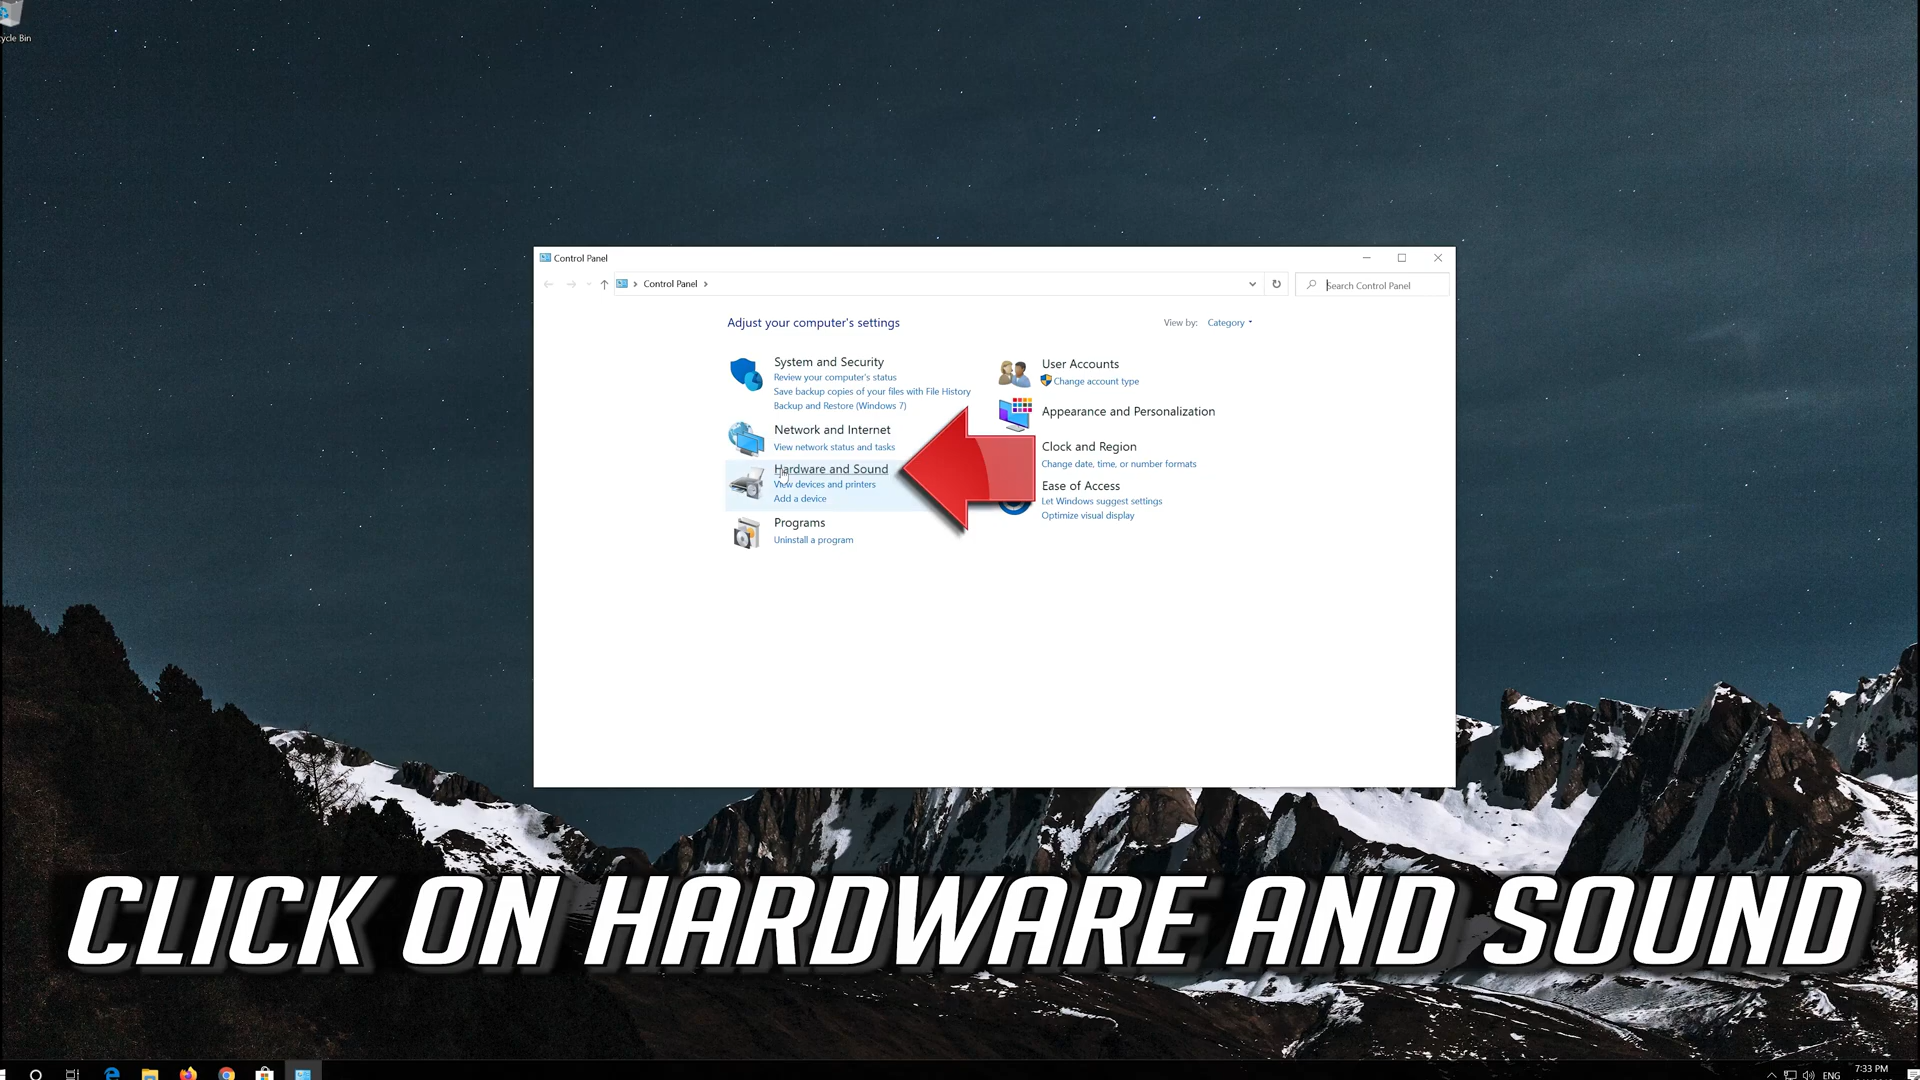 ycle Bin
Control Panel
Control Panel
Search Control Panel
Adjust your computer's settings
View by: Category
System and Security
Review your computer's status
Save backup copies of your files with File History
Backup and Restore (Windows 7)
Network and Internet
View network status and tasks
Hardware and Sound
View devices and printers
Add a device
Programs
Uninstall a program
User Accounts
Change account type
Appearance and Personalization
Clock and Region
Change date, time, or number formats
Ease of Access
Let Windows suggest settings
Optimize visual display
CLICK ON HARDWARE AND SOUND
ENG
7:33 PM